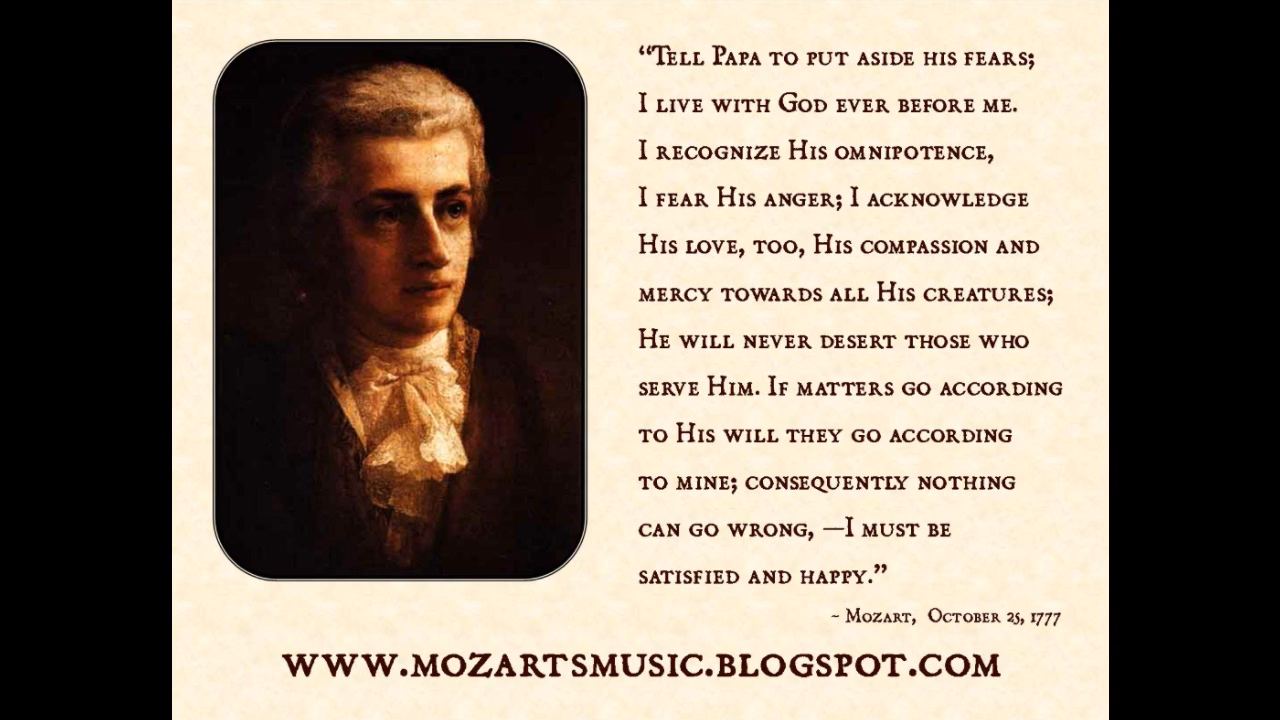 “Tell Papa to put aside his fears;
I live with God ever before me.
I recognize His omnipotence,
I fear His anger; I acknowledge
His love, too, His compassion and
mercy towards all His creatures;
He will never desert those who
serve Him. If matters go according
to His will they go according
to mine; consequently nothing
can go wrong, —I must be
satisfied and happy.”
~ Mozart, October 25, 1777
www.mozartsmusic.blogspot.com